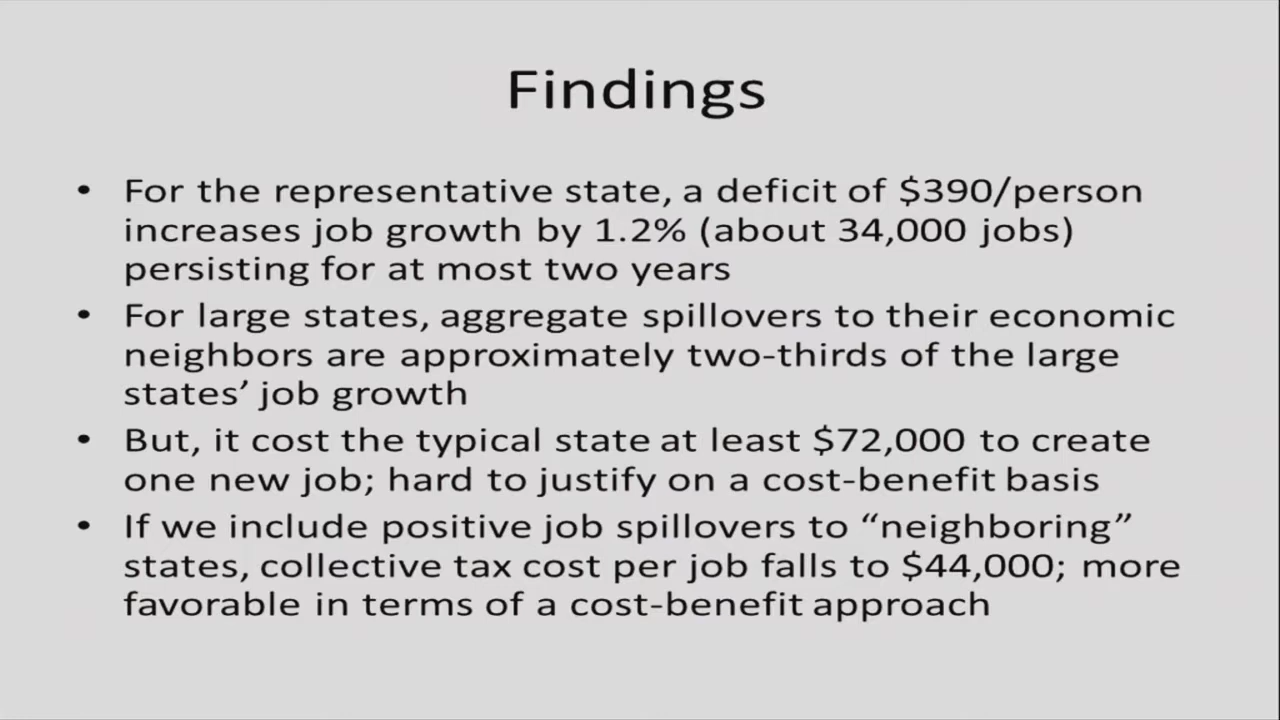 Findings
• For the representative state, a deficit of $390/person
increases job growth by 1.2% (about 34,000 jobs)
persisting for at most two years
• For large states, aggregate spillovers to their economic
neighbors are approximately two-thirds of the large
states’ job growth
• But, it cost the typical state at least $72,000 to create
one new job; hard to justify on a cost-benefit basis
• If we include positive job spillovers to “neighboring”
states, collective tax cost per job falls to $44,000; more
favorable in terms of a cost-benefit approach